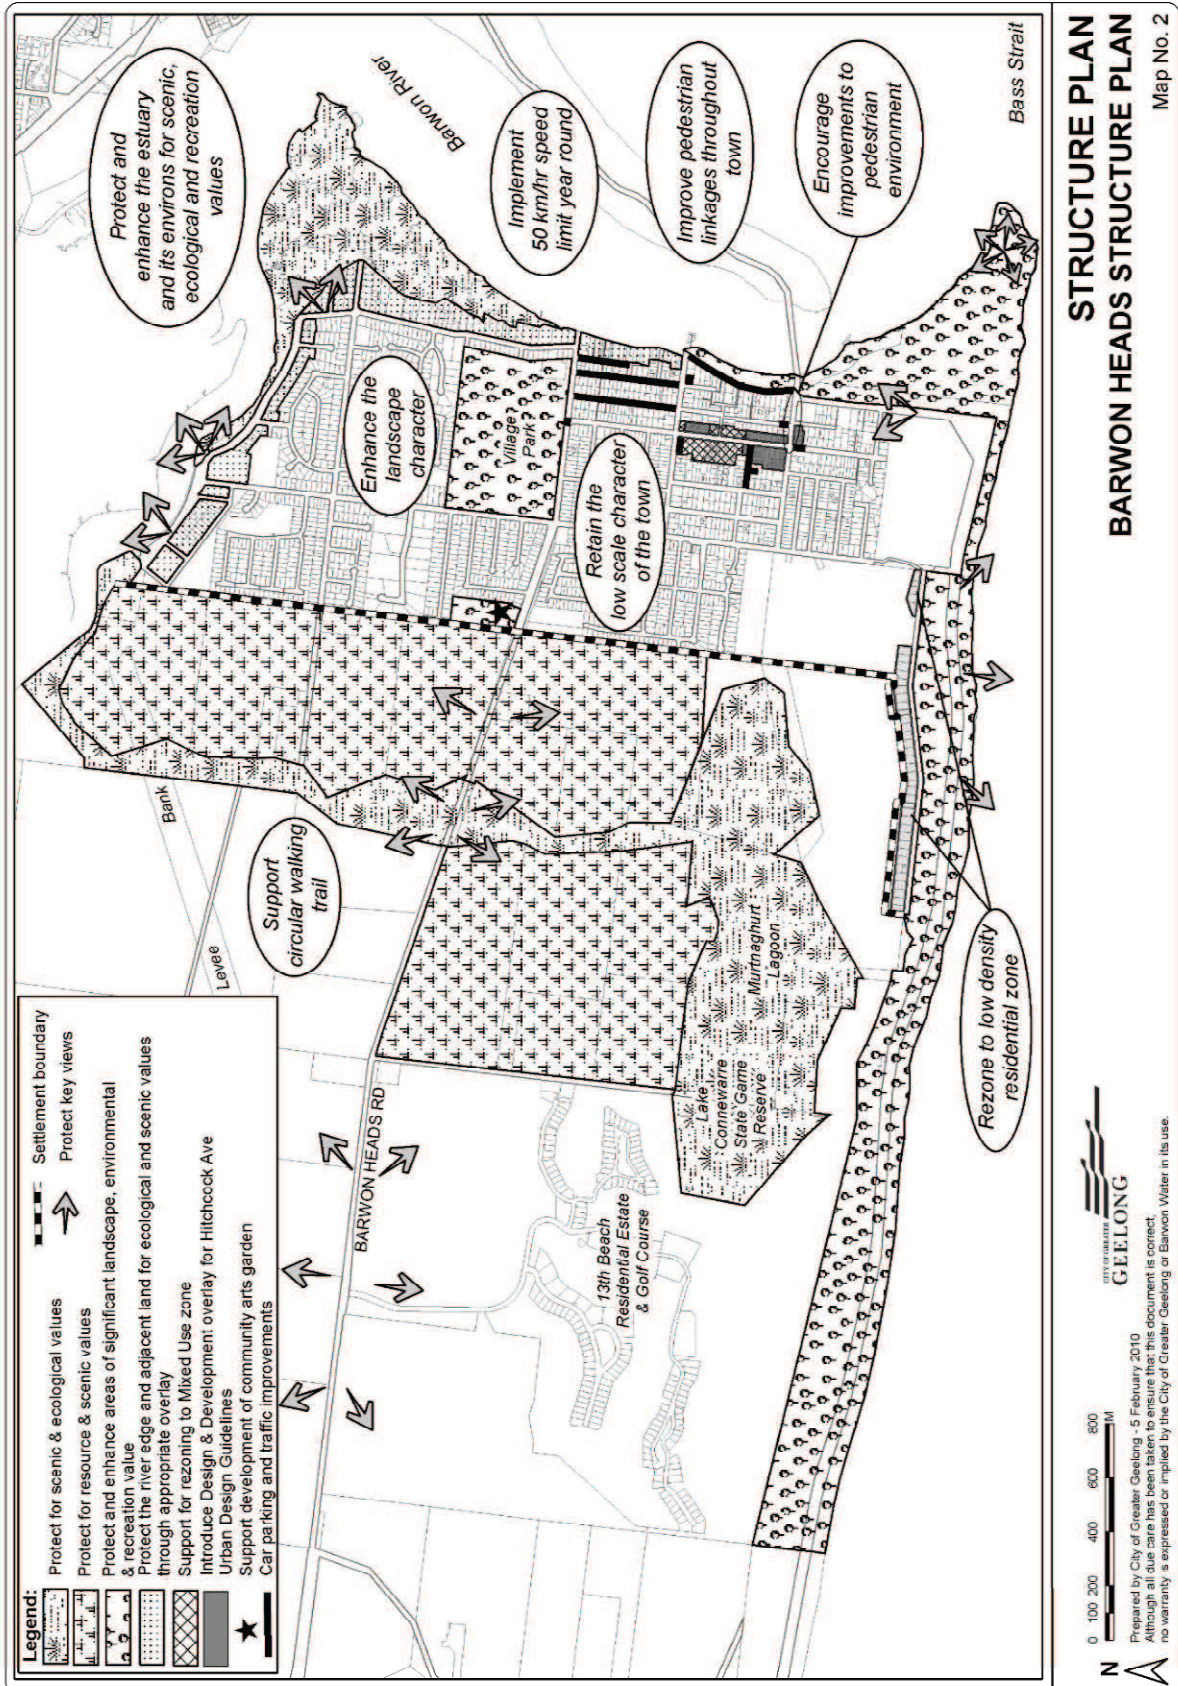 Legend:
Protect for scenic & ecological values
Protect for resource & scenic values
Protect and enhance areas of significant landscape, environmental
& recreation value
Protect the river edge and adjacent land for ecological and scenic values
through appropriate overlay
Support for rezoning to Mixed Use zone
Introduce Design & Development overlay for Hitchcock Ave
Urban Design Guidelines
Support development of community arts garden
Car parking and traffic improvements
Settlement boundary
Protect key views
Protect and
enhance the estuary
and its environs for scenic,
ecological and recreation
values
Barwon River
Implement
50 km/hr speed
limit year round
Improve pedestrian
linkages throughout
town
Encourage
improvements to
pedestrian
environment
Bass Strait
Enhance the
landscape
character
Village
Park
Retain the
low scale character
of the town
Support
circular walking
trail
Levee
Bank
BARWON HEADS RD
13th Beach
Residential Estate
& Golf Course
Lake
Connewarre
State Game
Reserve
Murtnaghurt
Lagoon
Rezone to low density
residential zone
STRUCTURE PLAN
BARWON HEADS STRUCTURE PLAN
Map No. 2
CITY OF GREATER
GEELONG
N
0 100 200 400 600 800
M
Prepared by City of Greater Geelong - 5 February 2010
Although all due care has been taken to ensure that this document is correct,
no warranty is expressed or implied by the City of Greater Geelong or Barwon Water in its use.